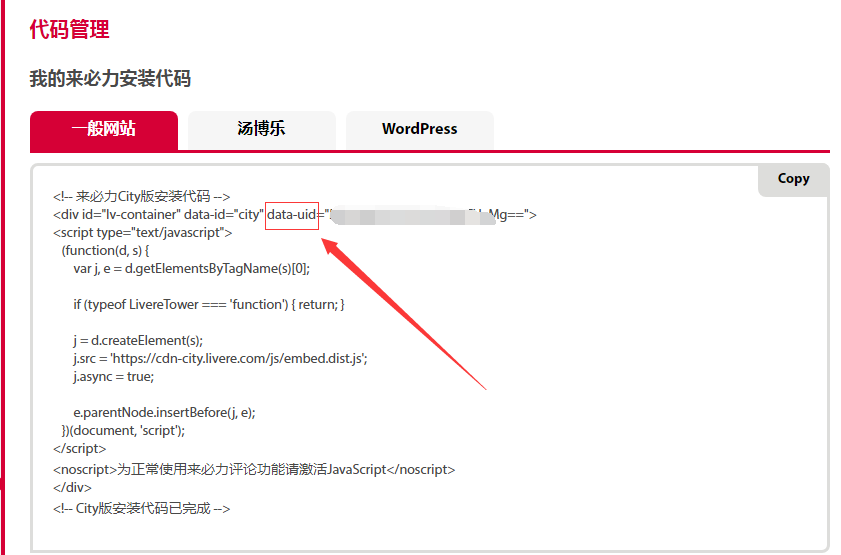 代码管理
我的来必力安装代码
一般网站 汤博乐 WordPress
Copy
<!-- 来必力City版安装代码 -->
<div id="lv-container" data-id="city" data-uid=" Mg==">
<script type="text/javascript">
(function(d, s) {
var j, e = d.getElementsByTagName(s)[0];
if (typeof LivereTower === 'function') { return; }
j = d.createElement(s);
j.src = 'https://cdn-city.livere.com/js/embed.dist.js';
j.async = true;
e.parentNode.insertBefore(j, e);
})(document, 'script');
</script>
<noscript>为正常使用来必力评论功能请激活JavaScript</noscript>
</div>
<!-- City版安装代码已完成 -->